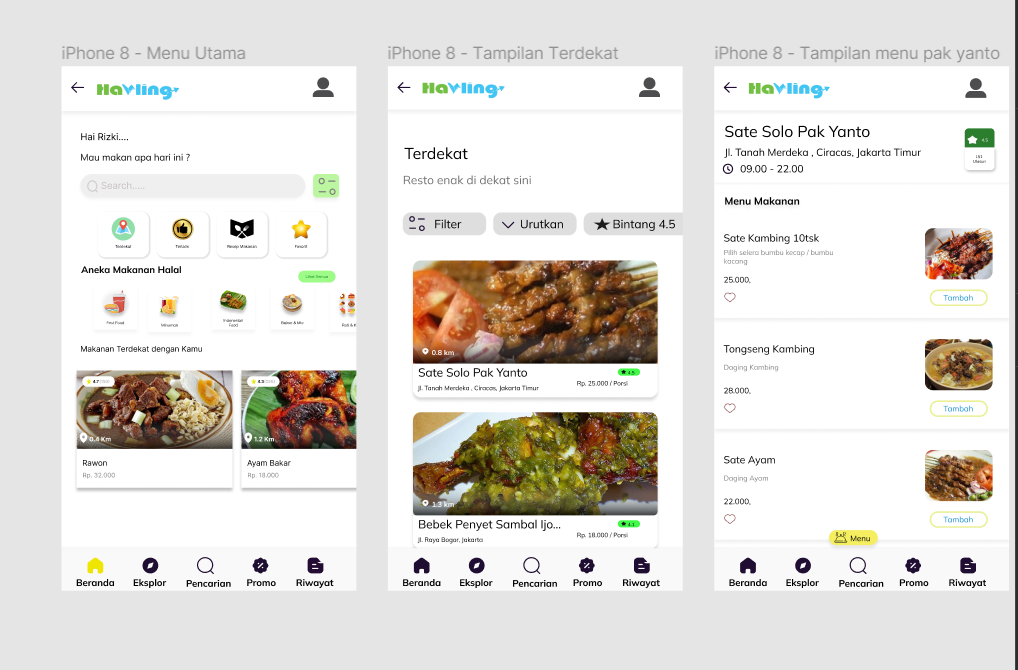 iPhone 8 - Menu Utama
Havling
Hai Rizki....
Mau makan apa hari ini ?
Search.....
Terdekat
Terlaris
Resep Makanan
Favorit
Aneka Makanan Halal
Lihat Semua
Fast Food
Minuman
Indonesian Food
Bakso & Mie
Roti & K
Makanan Terdekat dengan Kamu
4.7
4.5
0.4 Km
1.2 Km
Rawon
Ayam Bakar
Rp. 32.000
Rp. 18.000
Beranda
Eksplor
Pencarian
Promo
Riwayat
iPhone 8 - Tampilan Terdekat
Havling
Terdekat
Resto enak di dekat sini
Filter
Urutkan
Bintang 4.5
0.8 km
Sate Solo Pak Yanto
4.5
Jl. Tanah Merdeka , Ciracas, Jakarta Timur
Rp. 25.000 / Porsi
1.3 km
Bebek Penyet Sambal Ijo...
4.1
Jl. Raya Bogor, Jakarta
Rp. 18.000 / Porsi
Beranda
Eksplor
Pencarian
Promo
Riwayat
iPhone 8 - Tampilan menu pak yanto
Havling
Sate Solo Pak Yanto
4.5
Jl. Tanah Merdeka , Ciracas, Jakarta Timur
09.00 - 22.00
Menu Makanan
Sate Kambing 10tsk
Pilih selera bumbu kecap / bumbu
kacang
25.000,
Tambah
Tongseng Kambing
Daging Kambing
28.000,
Tambah
Sate Ayam
Daging Ayam
22.000,
Tambah
Menu
Beranda
Eksplor
Pencarian
Promo
Riwayat